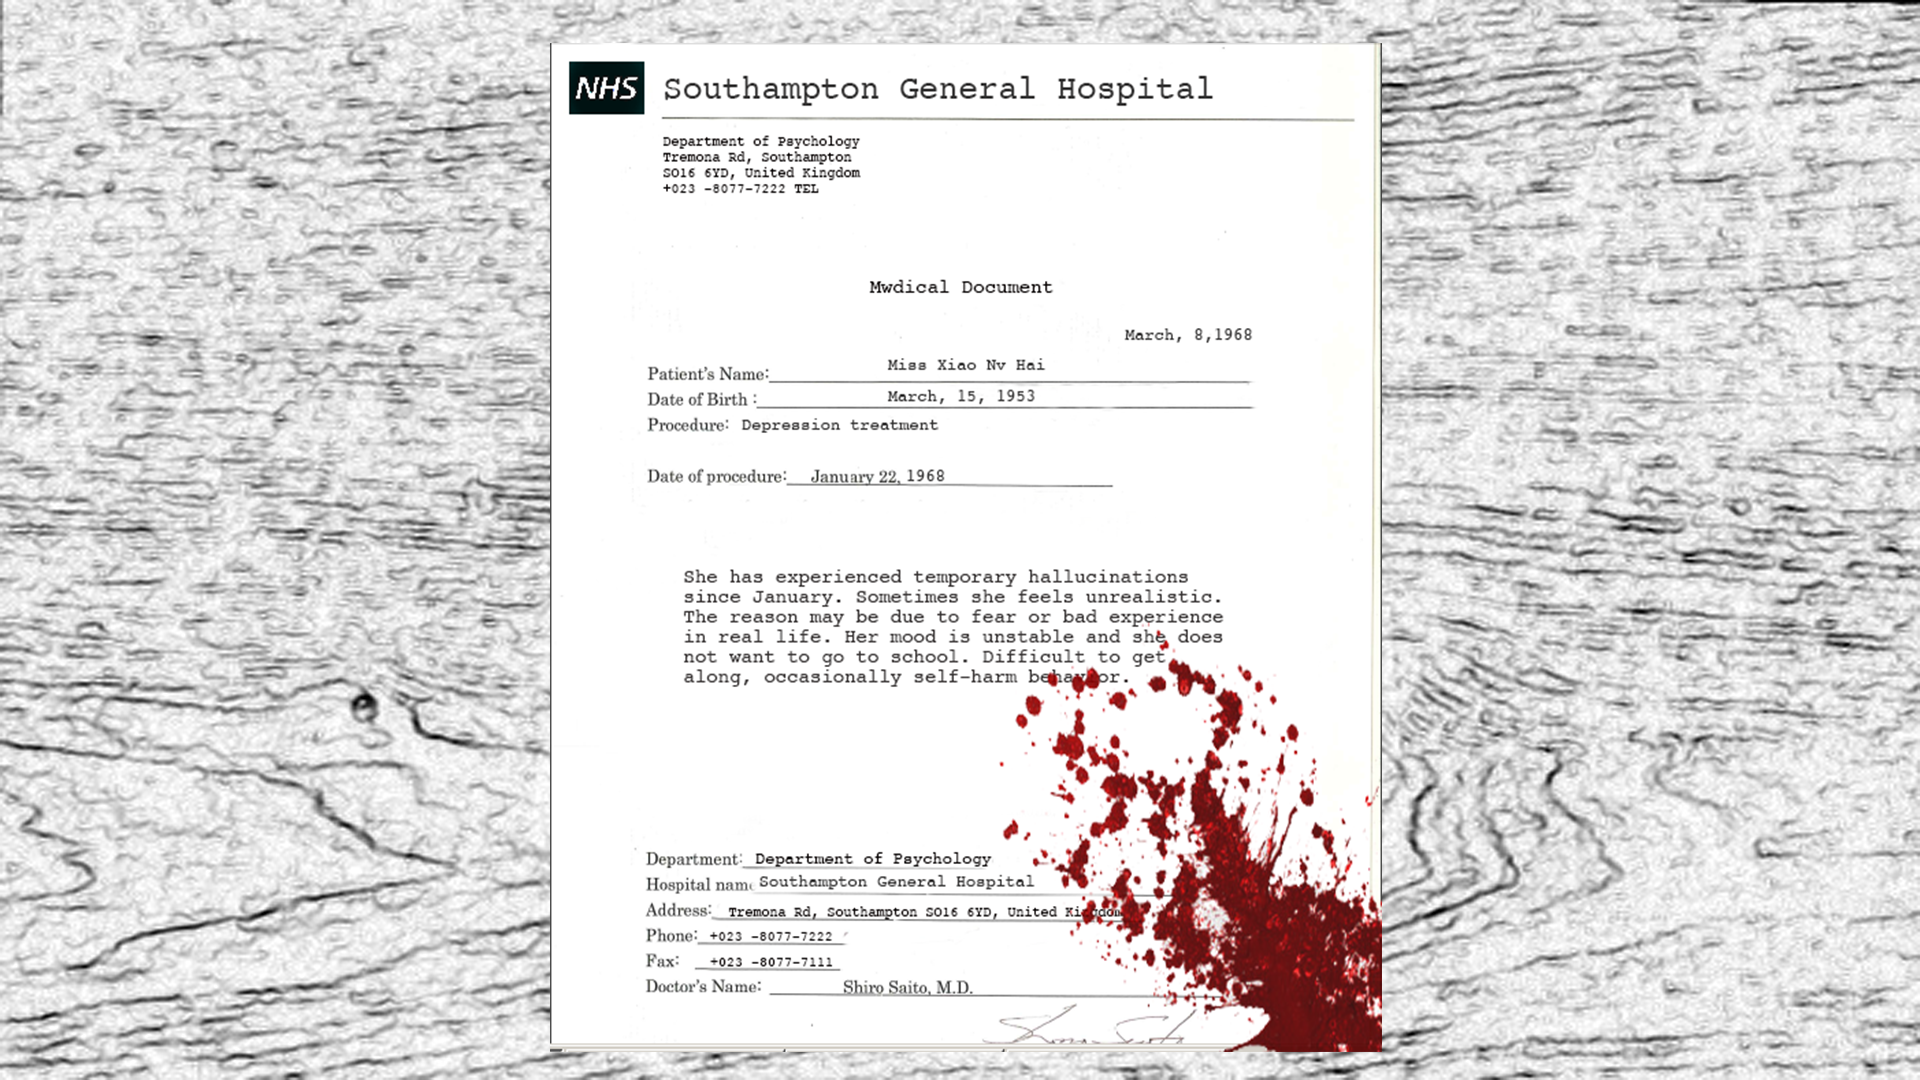 NHS Southampton General Hospital
Department of Psychology
Tremona Rd, Southampton
SO16 6YD, United Kingdom
+023 -8077-7222 TEL
Mwdical Document
March, 8,1968
Patient's Name: Miss Xiao Nv Hai
Date of Birth : March, 15, 1953
Procedure: Depression treatment
Date of procedure: January 22, 1968
She has experienced temporary hallucinations
since January. Sometimes she feels unrealistic.
The reason may be due to fear or bad experience
in real life. Her mood is unstable and she does
not want to go to school. Difficult to get
along, occasionally self-harm behavior.
Department: Department of Psychology
Hospital name Southampton General Hospital
Address: Tremona Rd, Southampton SO16 6YD, United Kingdom
Phone: +023 -8077-7222
Fax: +023 -8077-7111
Doctor's Name: Shiro Saito, M.D.